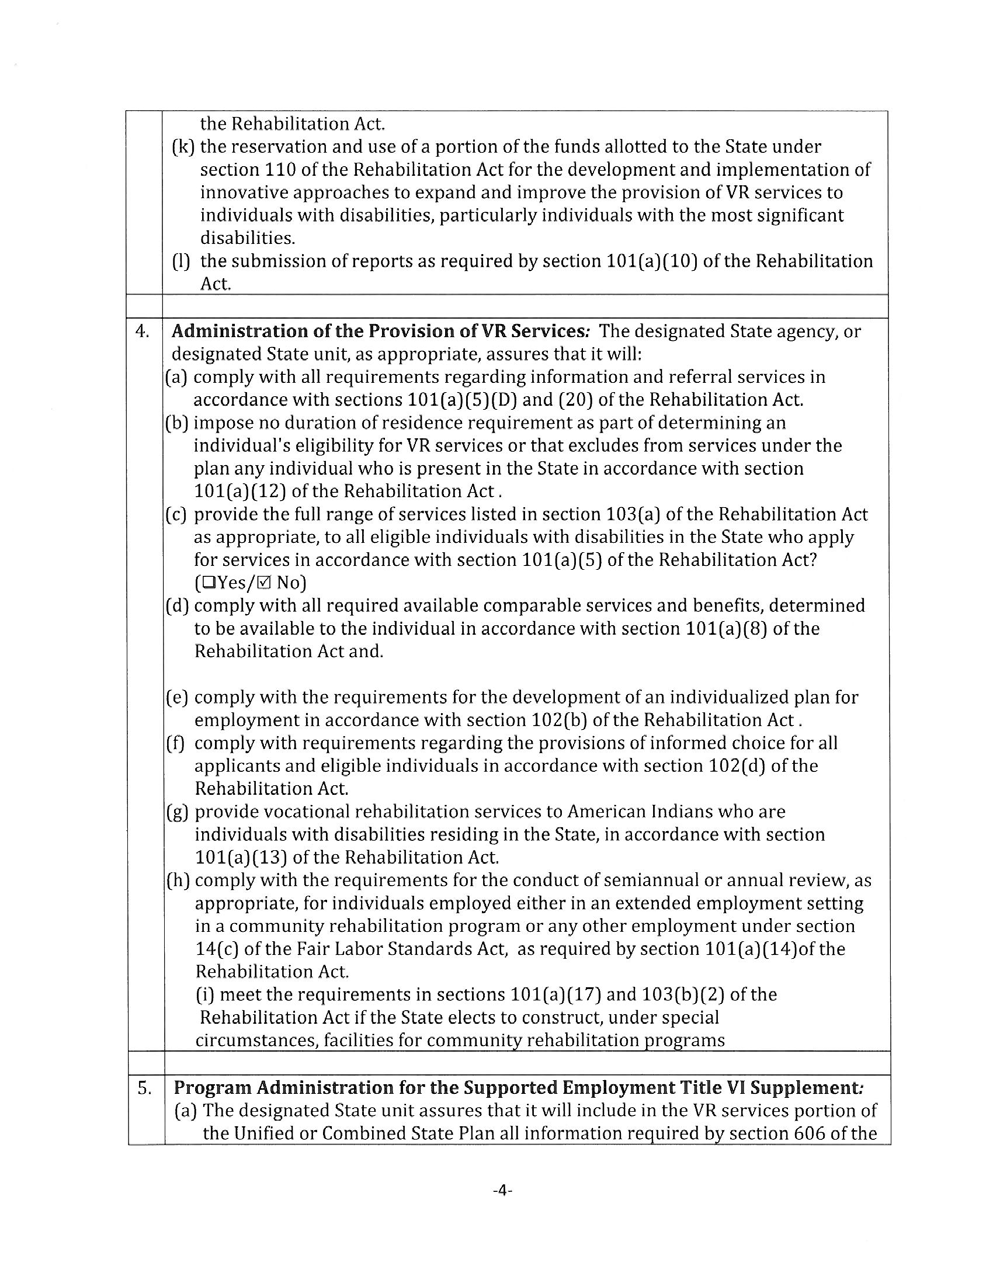 the Rehabilitation Act.
(k) the reservation and use of a portion of the funds allotted to the State under
section 110 of the Rehabilitation Act for the development and implementation of
innovative approaches to expand and improve the provision of VR services to
individuals with disabilities, particularly individuals with the most significant
disabilities.
(l) the submission of reports as required by section 101(a)(10) of the Rehabilitation
Act.
4. Administration of the Provision of VR Services: The designated State agency, or
designated State unit, as appropriate, assures that it will:
(a) comply with all requirements regarding information and referral services in
accordance with sections 101(a)(5)(D) and (20) of the Rehabilitation Act.
(b) impose no duration of residence requirement as part of determining an
individual's eligibility for VR services or that excludes from services under the
plan any individual who is present in the State in accordance with section
101(a)(12) of the Rehabilitation Act .
(c) provide the full range of services listed in section 103(a) of the Rehabilitation Act
as appropriate, to all eligible individuals with disabilities in the State who apply
for services in accordance with section 101(a)(5) of the Rehabilitation Act?
(❑Yes/☑ No)
(d) comply with all required available comparable services and benefits, determined
to be available to the individual in accordance with section 101(a)(8) of the
Rehabilitation Act and.
(e) comply with the requirements for the development of an individualized plan for
employment in accordance with section 102(b) of the Rehabilitation Act .
(f) comply with requirements regarding the provisions of informed choice for all
applicants and eligible individuals in accordance with section 102(d) of the
Rehabilitation Act.
(g) provide vocational rehabilitation services to American Indians who are
individuals with disabilities residing in the State, in accordance with section
101(a)(13) of the Rehabilitation Act.
(h) comply with the requirements for the conduct of semiannual or annual review, as
appropriate, for individuals employed either in an extended employment setting
in a community rehabilitation program or any other employment under section
14(c) of the Fair Labor Standards Act, as required by section 101(a)(14)of the
Rehabilitation Act.
(i) meet the requirements in sections 101(a)(17) and 103(b)(2) of the
Rehabilitation Act if the State elects to construct, under special
circumstances, facilities for community rehabilitation programs
5. Program Administration for the Supported Employment Title VI Supplement:
(a) The designated State unit assures that it will include in the VR services portion of
the Unified or Combined State Plan all information required by section 606 of the
-4-